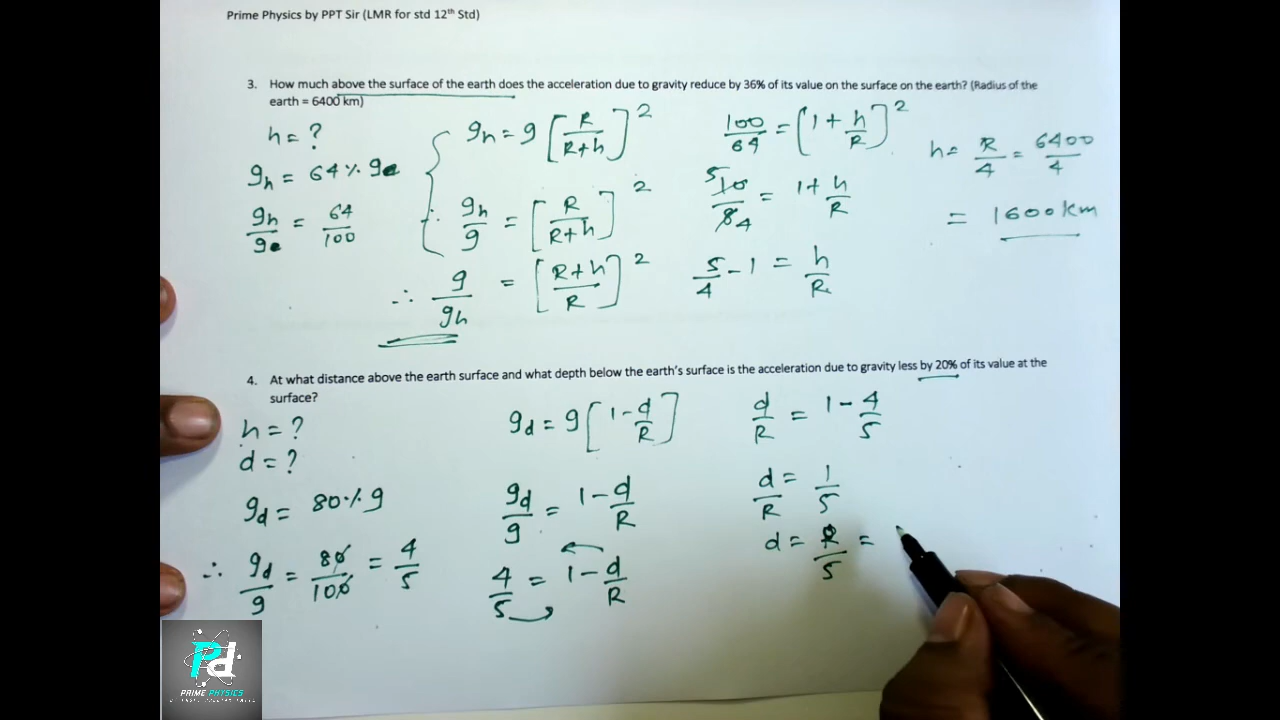 Prime Physics by PPT Sir (LMR for std 12th Std)
3. How much above the surface of the earth does the acceleration due to gravity reduce by 36% of its value on the surface on the earth? (Radius of the
earth = 6400 km)
h = ?
gh = 64% ge
gh/ge = 64/100
gh = g [R/R+h]²
∴ gh/g = [R/R+h]²
∴ g/gh = [R+h/R]²
100/64 = [1 + h/R]²
5 10/8 4 = 1 + h/R
5/4 - 1 = h/R
h = R/4 = 6400/4
= 1600 km
4. At what distance above the earth surface and what depth below the earth's surface is the acceleration due to gravity less by 20% of its value at the
surface?
h = ?
d = ?
gd = 80% g
∴ gd/g = 80/100 = 4/5
gd = g [1 - d/R]
gd/g = 1 - d/R
4/5 = 1 - d/R
d/R = 1 - 4/5
d/R = 1/5
d = R/5 =
Pd
PRIME PHYSICS